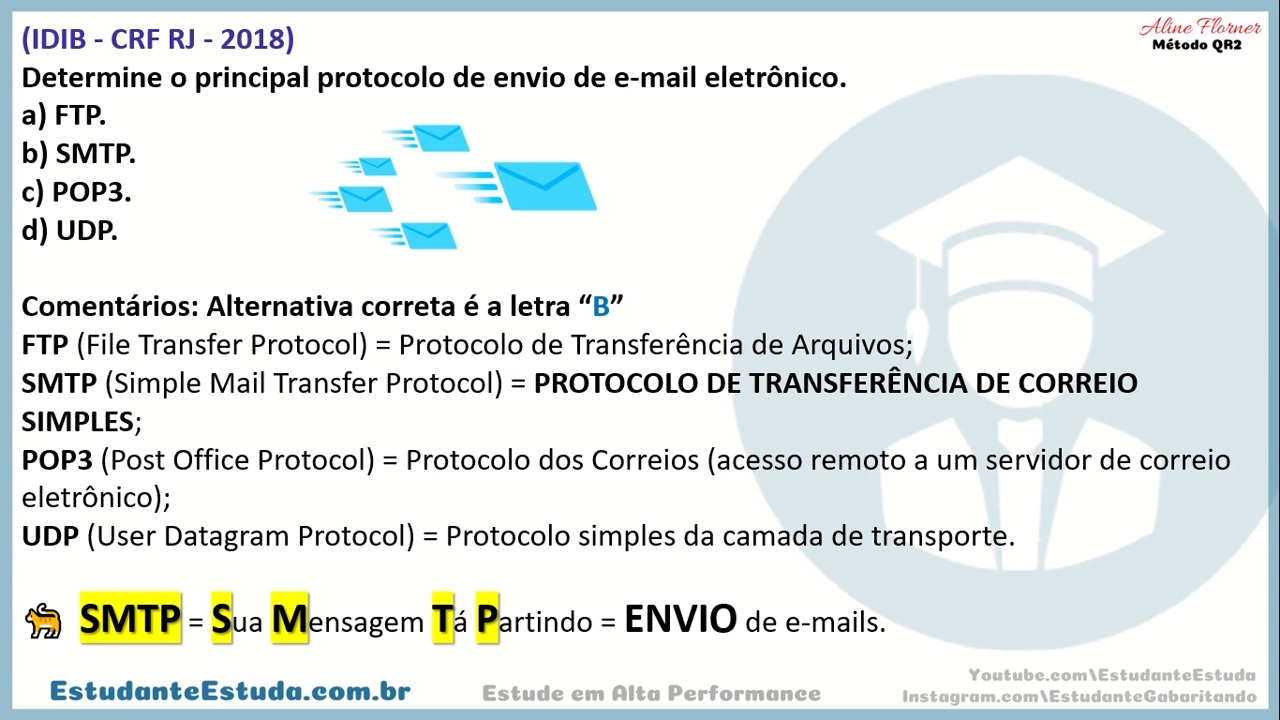 (IDIB - CRF RJ - 2018)
Aline Florner
Método QR2
Determine o principal protocolo de envio de e-mail eletrônico.
a) FTP.
b) SMTP.
c) POP3.
d) UDP.
Comentários: Alternativa correta é a letra “B”
FTP (File Transfer Protocol) = Protocolo de Transferência de Arquivos;
SMTP (Simple Mail Transfer Protocol) = PROTOCOLO DE TRANSFERÊNCIA DE CORREIO
SIMPLES;
POP3 (Post Office Protocol) = Protocolo dos Correios (acesso remoto a um servidor de correio
eletrônico);
UDP (User Datagram Protocol) = Protocolo simples da camada de transporte.
SMTP = Sua Mensagem Tá Partindo = ENVIO de e-mails.
EstudanteEstuda.com.br
Estude em Alta Performance
Youtube.com\EstudanteEstuda
Instagram.com\EstudanteGabaritando